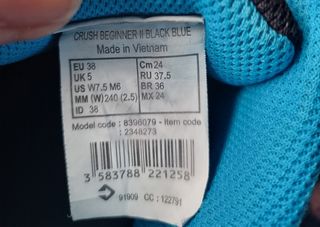 CRUSH BEGINNER II BLACK BLUE
Made in Vietnam
EU 38 Cm 24
UK 5 RU 37.5
US W7.5 M6 BR 36
MM (W)240 (2.5) MX 24
ID 38
Model code : 8396079 - Item code
: 2348273
3 583788 221258
91909 CC : 122791